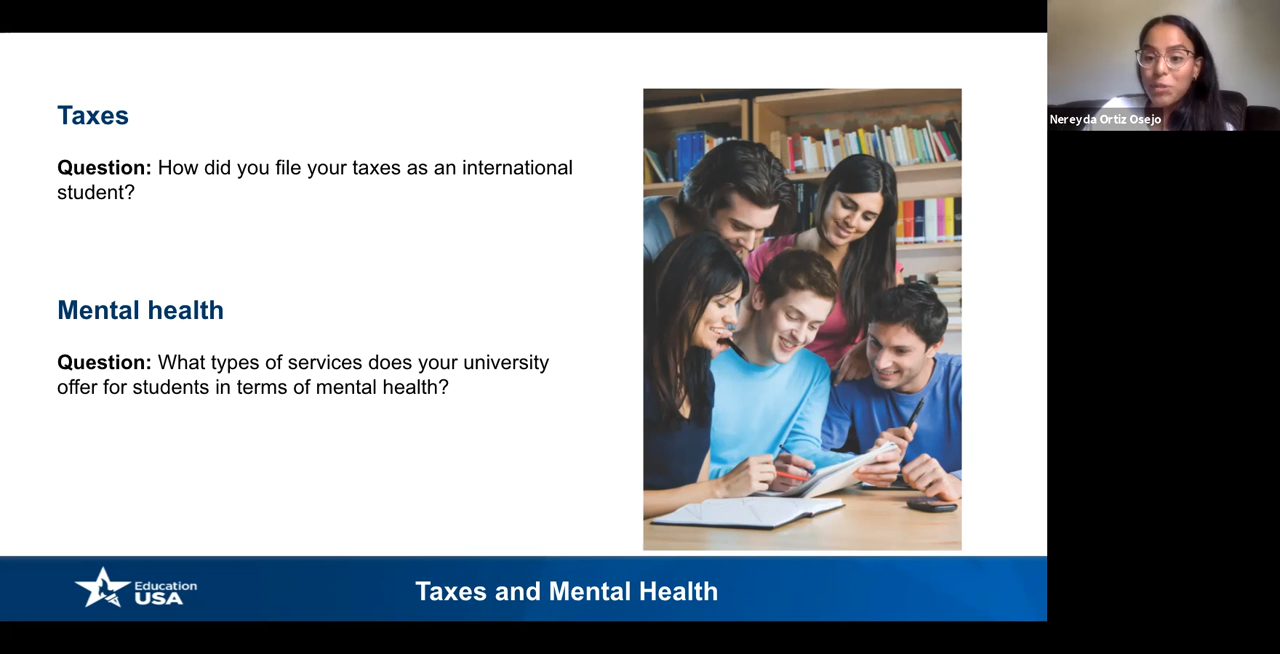 Taxes
Question: How did you file your taxes as an international
student?
Mental health
Question: What types of services does your university
offer for students in terms of mental health?
Education
USA
Taxes and Mental Health
Nereyda Ortiz Osejo